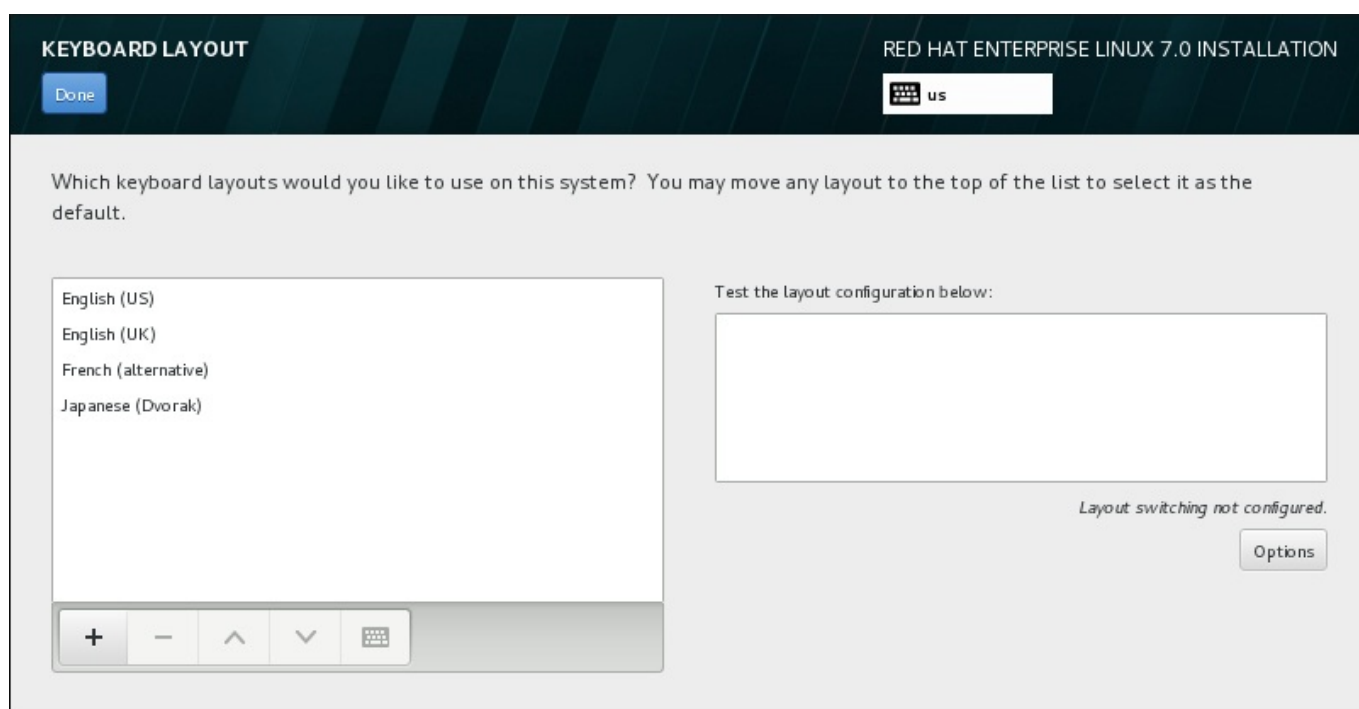 KEYBOARD LAYOUT
RED HAT ENTERPRISE LINUX 7.0 INSTALLATION
Done
us
Which keyboard layouts would you like to use on this system? You may move any layout to the top of the list to select it as the
default.
English (US)
English (UK)
French (alternative)
Japanese (Dvorak)
Test the layout configuration below:
Layout switching not configured.
Options